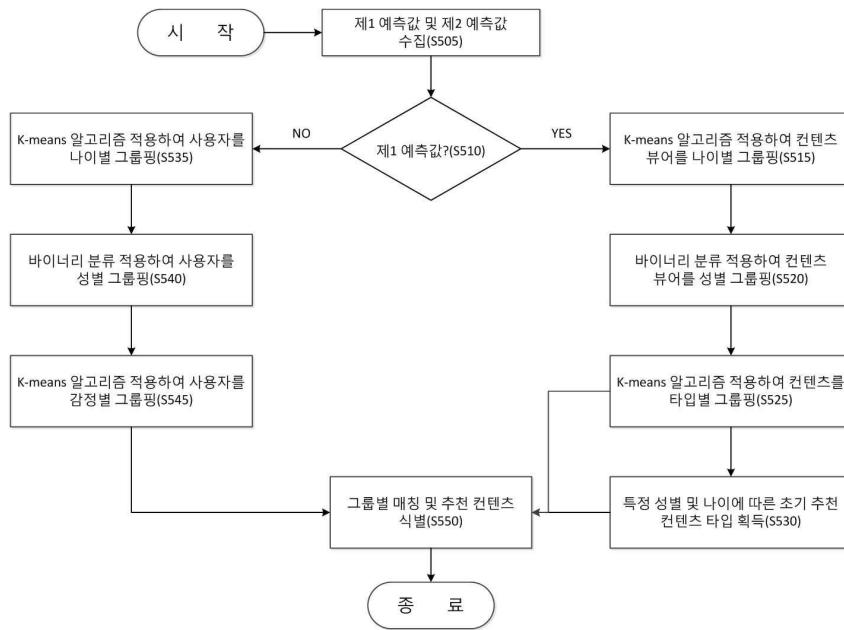 시 작
제1 예측값 및 제2 예측값
수집(S505)
NO
제1 예측값?(S510)
YES
K-means 알고리즘 적용하여 사용자를
나이별 그룹핑(S535)
K-means 알고리즘 적용하여 컨텐츠
뷰어를 나이별 그룹핑(S515)
바이너리 분류 적용하여 사용자를
성별 그룹핑(S540)
바이너리 분류 적용하여 컨텐츠
뷰어를 성별 그룹핑(S520)
K-means 알고리즘 적용하여 사용자를
감정별 그룹핑(S545)
K-means 알고리즘 적용하여 컨텐츠를
타입별 그룹핑(S525)
그룹별 매칭 및 추천 컨텐츠
식별(S550)
특정 성별 및 나이에 따른 초기 추천
컨텐츠 타입 획득(S530)
종 료